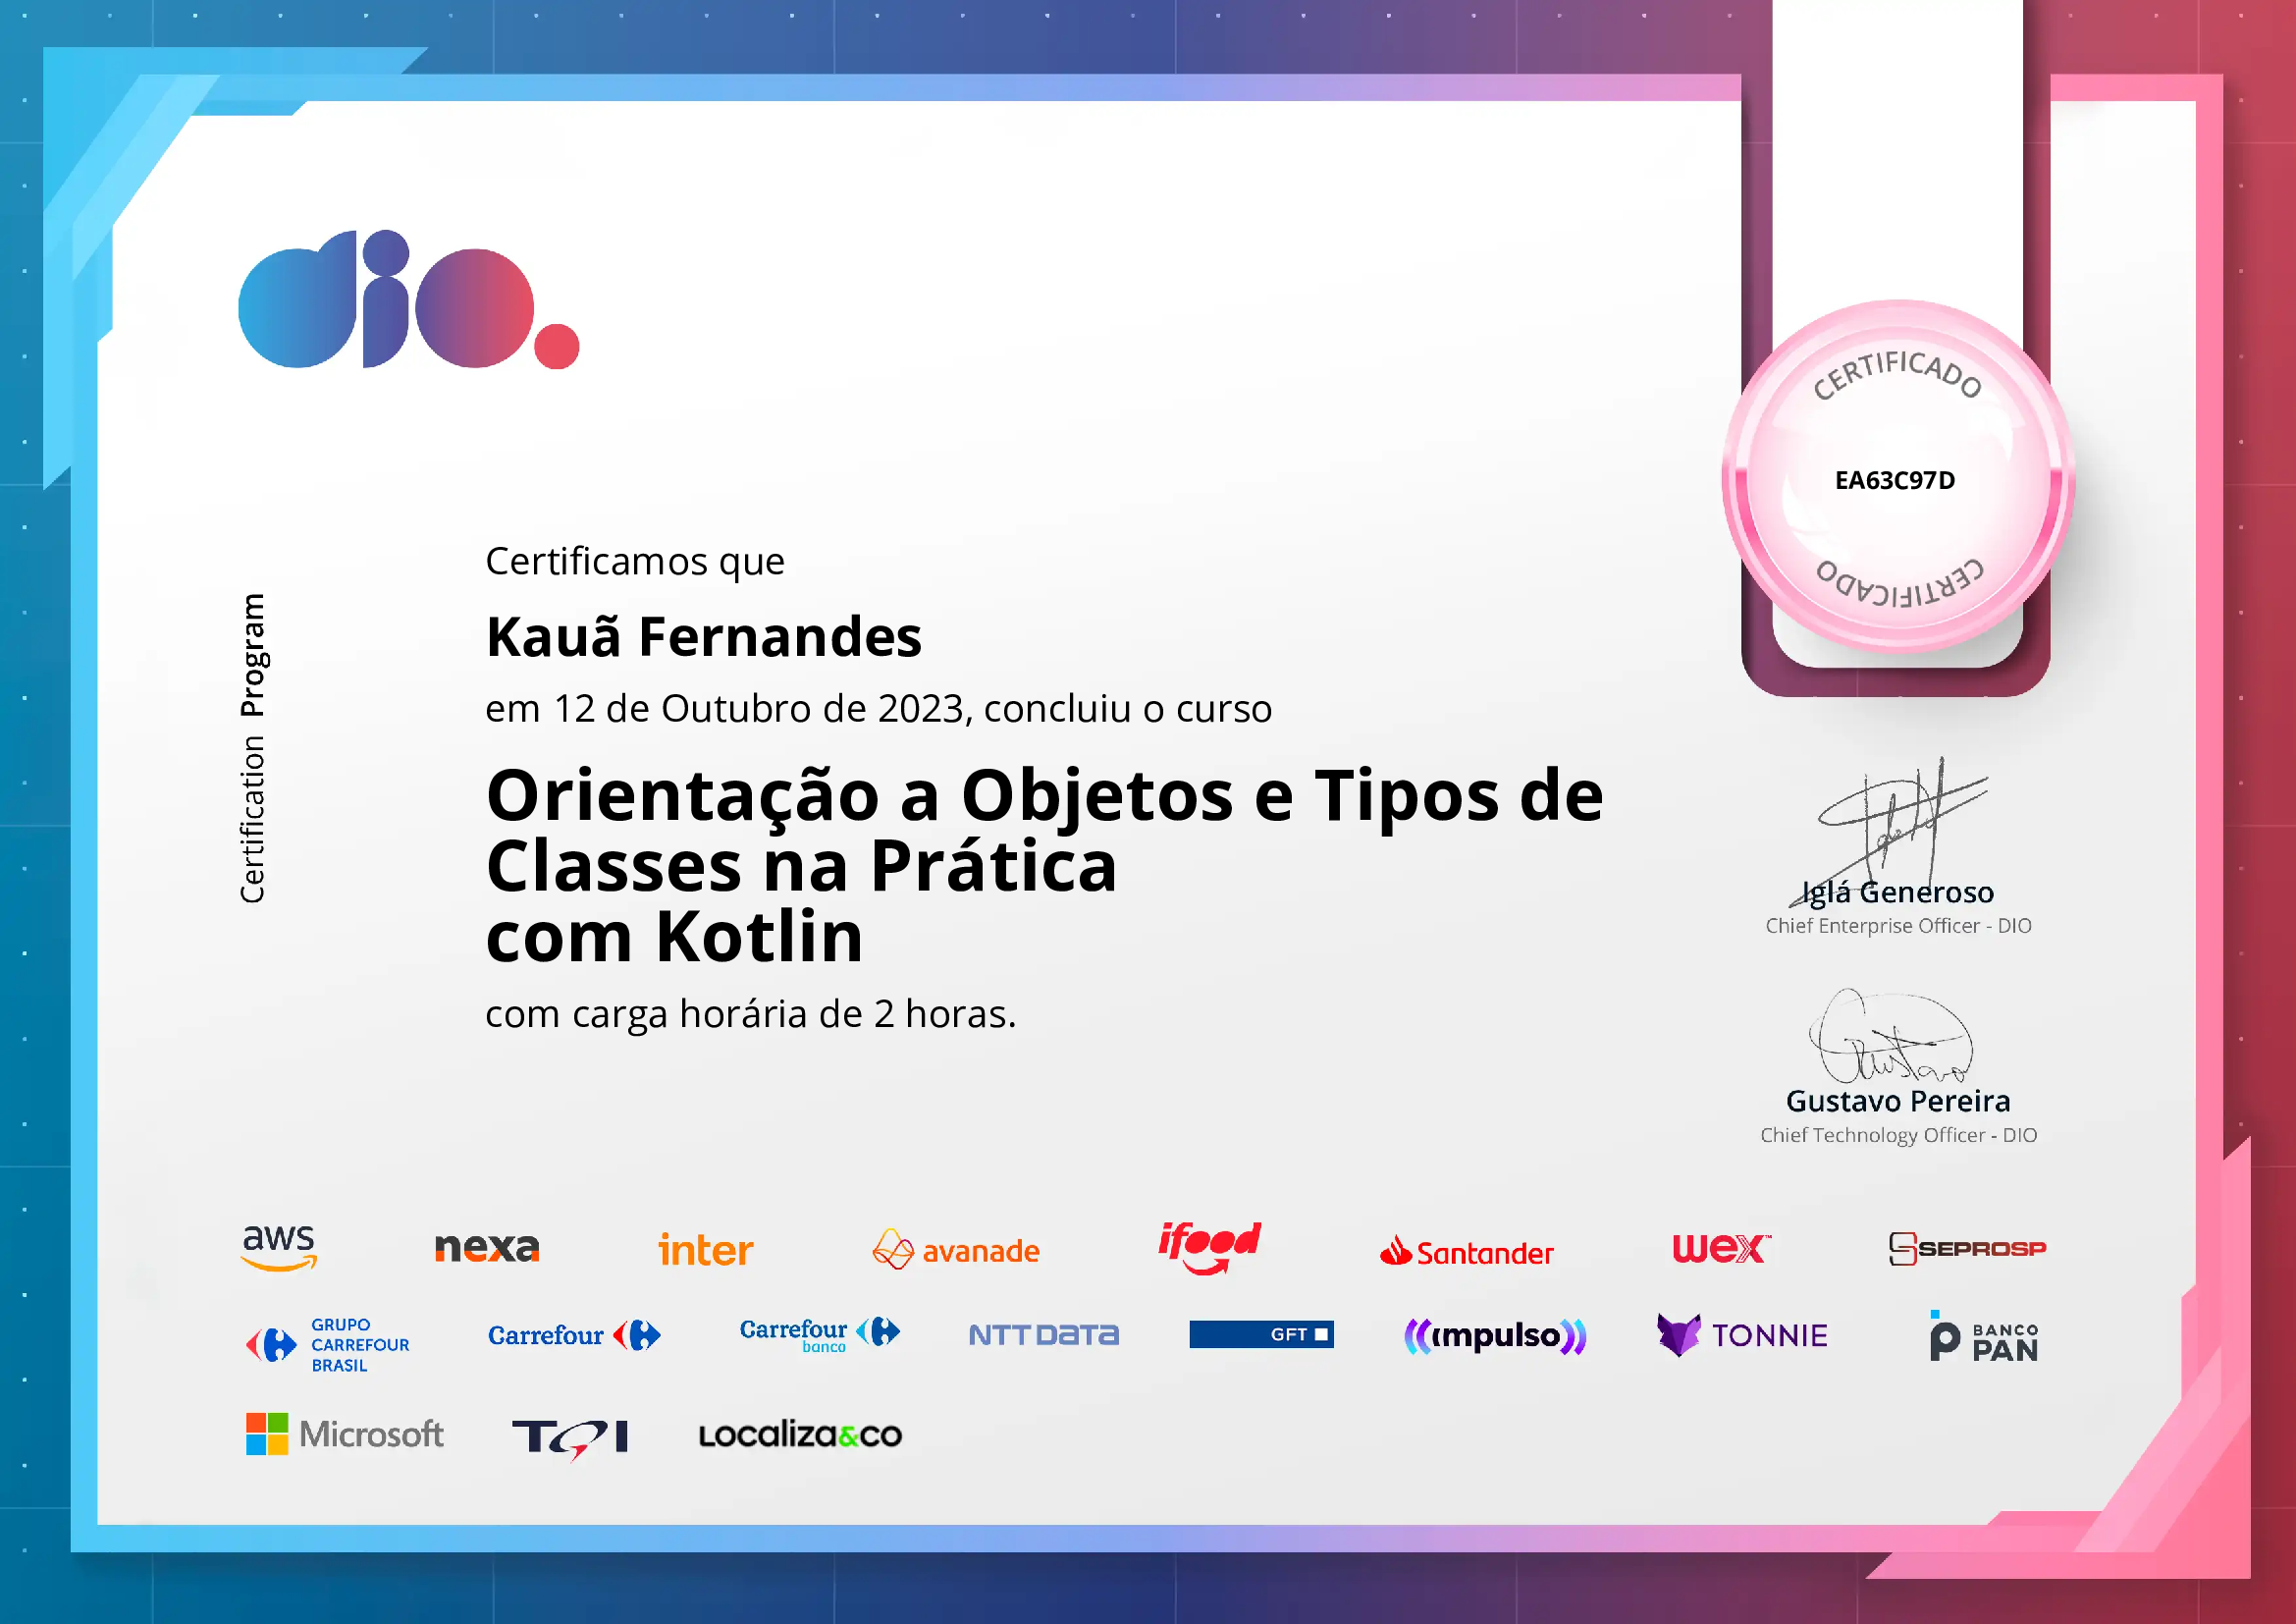 dio.
CERTIFICADO
EA63C97D
CERTIFICADO
Certification Program
Certificamos que
Kauã Fernandes
em 12 de Outubro de 2023, concluiu o curso
Orientação a Objetos e Tipos de
Classes na Prática
com Kotlin
com carga horária de 2 horas.
Iglá Generoso
Chief Enterprise Officer - DIO
Gustavo
Gustavo Pereira
Chief Technology Officer - DIO
aws nexa inter avanade ifood Santander wex™ SEPROSP
GRUPO
CARREFOUR
BRASIL
Carrefour
Carrefour
banco
NTT DATA GFT impulso TONNIE
BANCO
PAN
Microsoft TQI Localiza&co